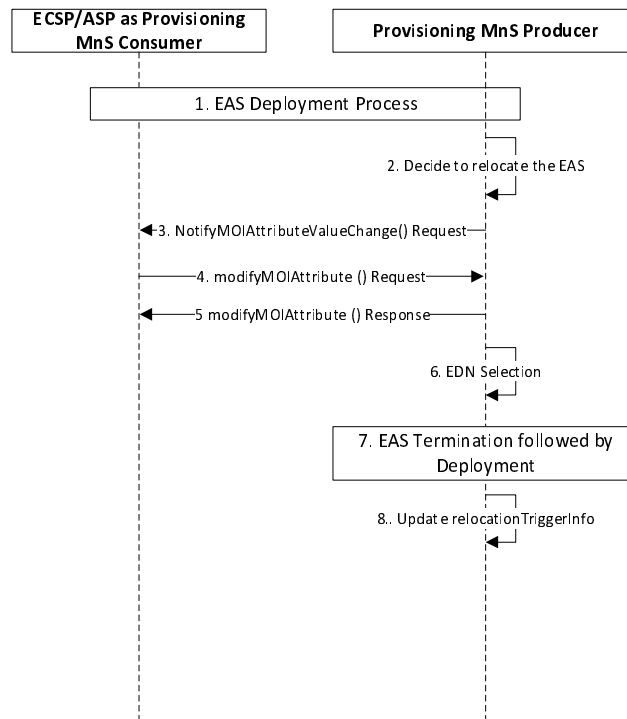 ECSP/ASP as Provisioning
MnS Consumer
Provisioning MnS Producer
1. EAS Deployment Process
2. Decide to relocate the EAS
3. NotifyMOIAttributeValueChange() Request
4. modifyMOIAttribute () Request
5 modifyMOIAttribute () Response
6. EDN Selection
7. EAS Termination followed by
Deployment
8.. Update relocationTriggerInfo